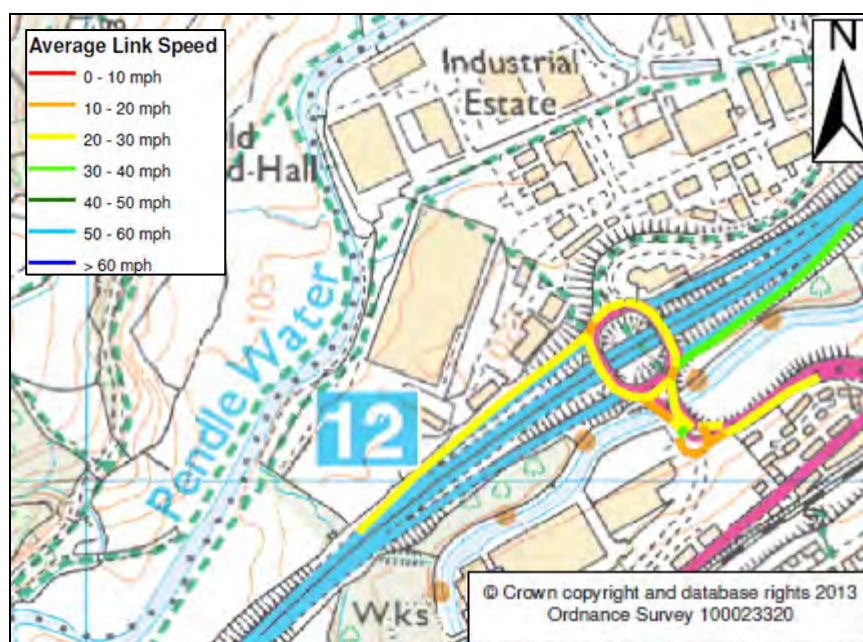 Average Link Speed
0 - 10 mph
10 - 20 mph
20 - 30 mph
30 - 40 mph
40 - 50 mph
50 - 60 mph
> 60 mph
N
Industrial
Estate
ld
d-Hall
105
Pendle Water
12
Wks
© Crown copyright and database rights 2013
Ordnance Survey 100023320